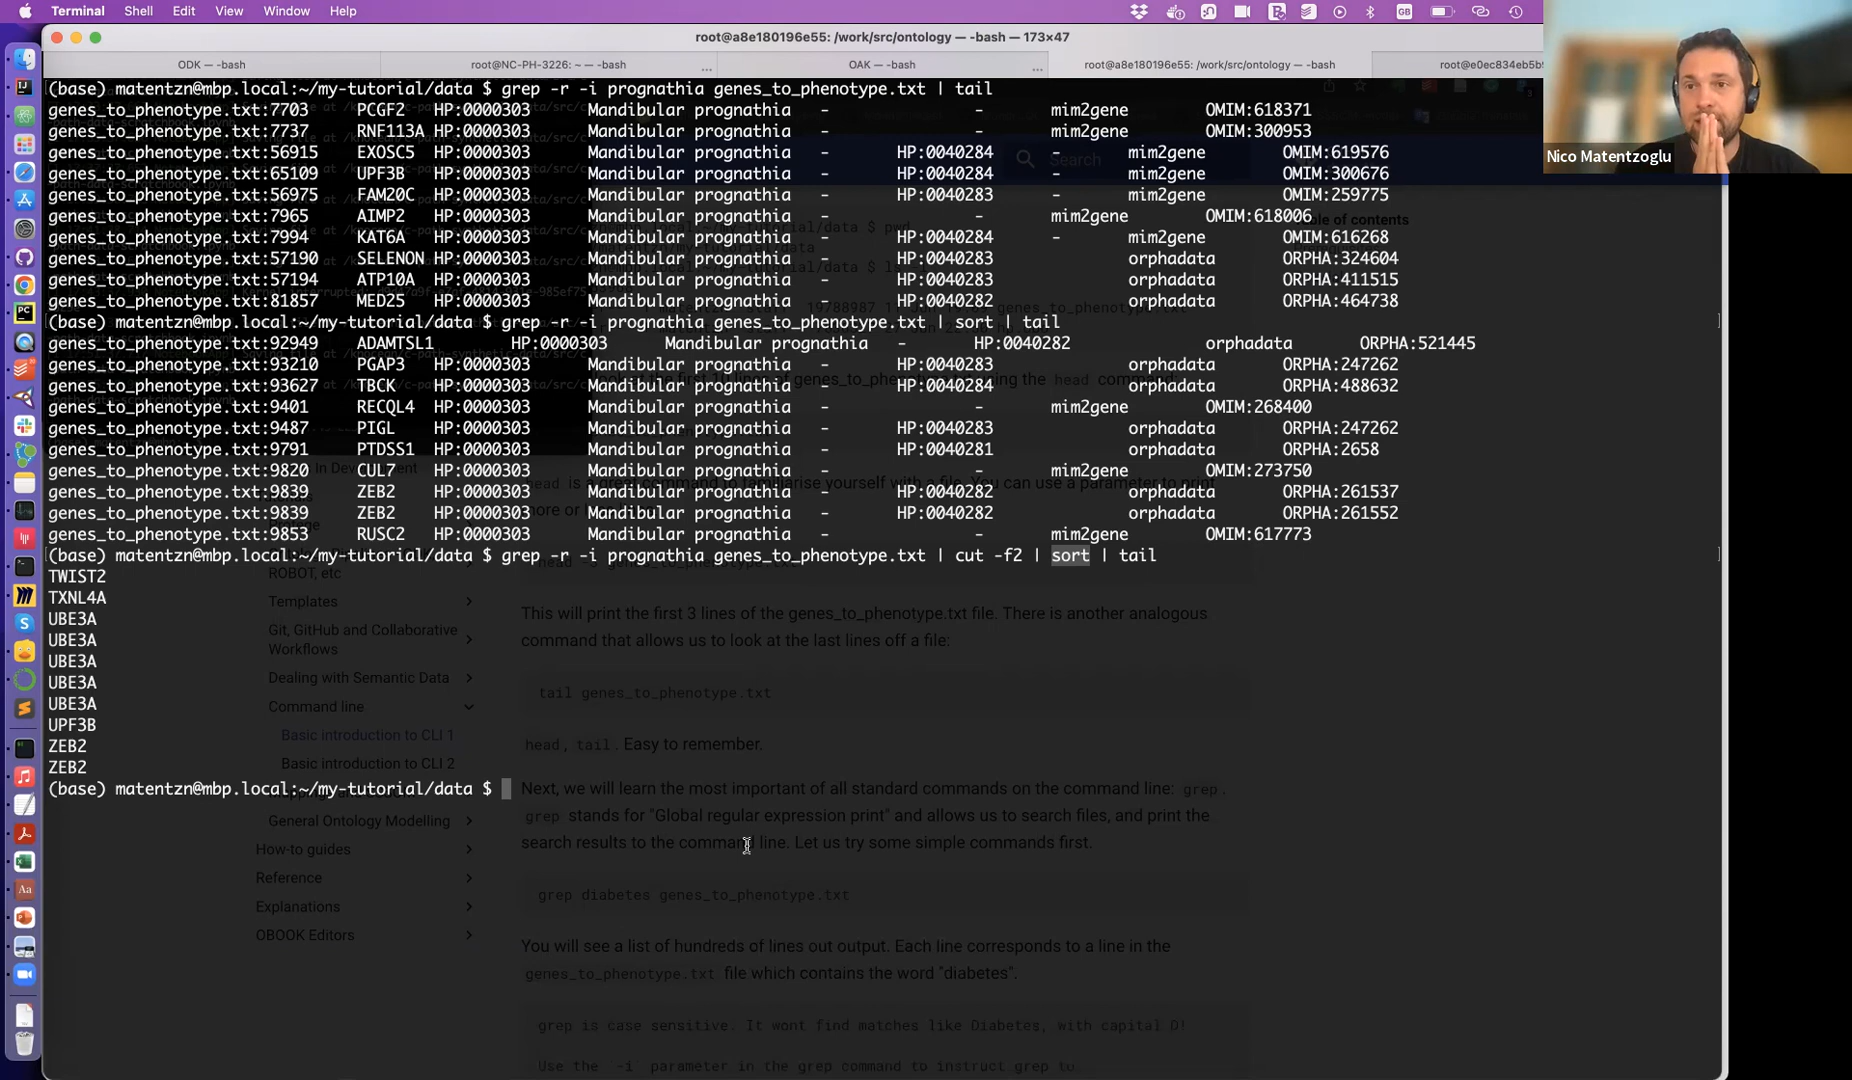 Terminal Shell Edit View Window Help
root@a8e180196e55: /work/src/ontology — -bash — 173×47
ODK — -bash
root@NC-PH-3226: ~ — -bash
...
OAK — -bash
...
root@a8e180196e55: /work/src/ontology — -bash
root@e0ec834eb5b
Nico Matentzoglu
(base) matentzn@mbp.local:~/my-tutorial/data $ grep -r -i prognathia genes_to_phenotype.txt | tail
genes_to_phenotype.txt:7703 PCGF2 HP:0000303 Mandibular prognathia - - mim2gene OMIM:618371
genes_to_phenotype.txt:7737 RNF113A HP:0000303 Mandibular prognathia - - mim2gene OMIM:300953
genes_to_phenotype.txt:56915 EXOSC5 HP:0000303 Mandibular prognathia - HP:0040284 - mim2gene OMIM:619576
genes_to_phenotype.txt:65109 UPF3B HP:0000303 Mandibular prognathia - HP:0040284 - mim2gene OMIM:300676
genes_to_phenotype.txt:56975 FAM20C HP:0000303 Mandibular prognathia - HP:0040283 - mim2gene OMIM:259775
genes_to_phenotype.txt:7965 AIMP2 HP:0000303 Mandibular prognathia - - mim2gene OMIM:618006
genes_to_phenotype.txt:7994 KAT6A HP:0000303 Mandibular prognathia - HP:0040284 - mim2gene OMIM:616268
genes_to_phenotype.txt:57190 SELENON HP:0000303 Mandibular prognathia - HP:0040283 orphadata ORPHA:324604
genes_to_phenotype.txt:57194 ATP10A HP:0000303 Mandibular prognathia - HP:0040283 orphadata ORPHA:411515
genes_to_phenotype.txt:81857 MED25 HP:0000303 Mandibular prognathia - HP:0040282 orphadata ORPHA:464738
(base) matentzn@mbp.local:~/my-tutorial/data $ grep -r -i prognathia genes_to_phenotype.txt | sort | tail
genes_to_phenotype.txt:92949 ADAMTSL1 HP:0000303 Mandibular prognathia - HP:0040282 orphadata ORPHA:521445
genes_to_phenotype.txt:93210 PGAP3 HP:0000303 Mandibular prognathia - HP:0040283 orphadata ORPHA:247262
genes_to_phenotype.txt:93627 TBCK HP:0000303 Mandibular prognathia - HP:0040284 orphadata ORPHA:488632
genes_to_phenotype.txt:9401 RECQL4 HP:0000303 Mandibular prognathia - - mim2gene OMIM:268400
genes_to_phenotype.txt:9487 PIGL HP:0000303 Mandibular prognathia - HP:0040283 orphadata ORPHA:247262
genes_to_phenotype.txt:9791 PTDSS1 HP:0000303 Mandibular prognathia - HP:0040281 orphadata ORPHA:2658
genes_to_phenotype.txt:9820 CUL7 HP:0000303 Mandibular prognathia - - mim2gene OMIM:273750
genes_to_phenotype.txt:9839 ZEB2 HP:0000303 Mandibular prognathia - HP:0040282 orphadata ORPHA:261537
genes_to_phenotype.txt:9839 ZEB2 HP:0000303 Mandibular prognathia - HP:0040282 orphadata ORPHA:261552
genes_to_phenotype.txt:9853 RUSC2 HP:0000303 Mandibular prognathia - - mim2gene OMIM:617773
(base) matentzn@mbp.local:~/my-tutorial/data $ grep -r -i prognathia genes_to_phenotype.txt | cut -f2 | sort | tail
TWIST2
TXNL4A
UBE3A
UBE3A
UBE3A
UBE3A
UBE3A
UPF3B
ZEB2
ZEB2
(base) matentzn@mbp.local:~/my-tutorial/data $
Search
Table of contents
ROBOT, etc
Templates
Git, GitHub and Collaborative
Workflows
Dealing with Semantic Data
Command line
Basic introduction to CLI 1
Basic introduction to CLI 2
General Ontology Modelling
How-to guides
Reference
Explanations
OBOOK Editors
This will print the first 3 lines of the genes_to_phenotype.txt file. There is another analogous
command that allows us to look at the last lines off a file:
tail genes_to_phenotype.txt
head, tail. Easy to remember.
Next, we will learn the most important of all standard commands on the command line: grep.
grep stands for "Global regular expression print" and allows us to search files, and print the
search results to the command line. Let us try some simple commands first.
grep diabetes genes_to_phenotype.txt
You will see a list of hundreds of lines out output. Each line corresponds to a line in the
genes_to_phenotype.txt file which contains the word "diabetes".
grep is case sensitive. It wont find matches like Diabetes, with capital D!
Use the -i parameter in the grep command to instruct grep to